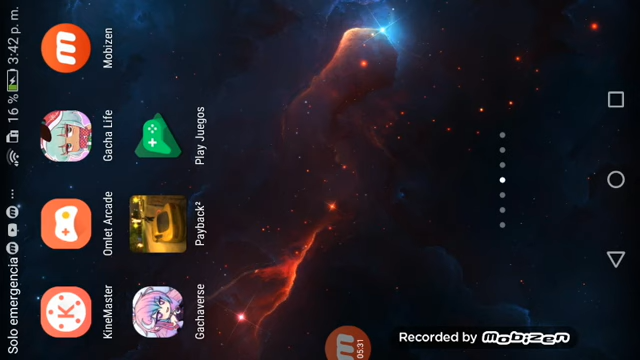 Solo emergencia ... 16 % 3:42 p. m.
KineMaster
Omlet Arcade
Gacha Life
Mobizen
Gachaverse
Payback²
Play Juegos
05:31
Recorded by mobizen